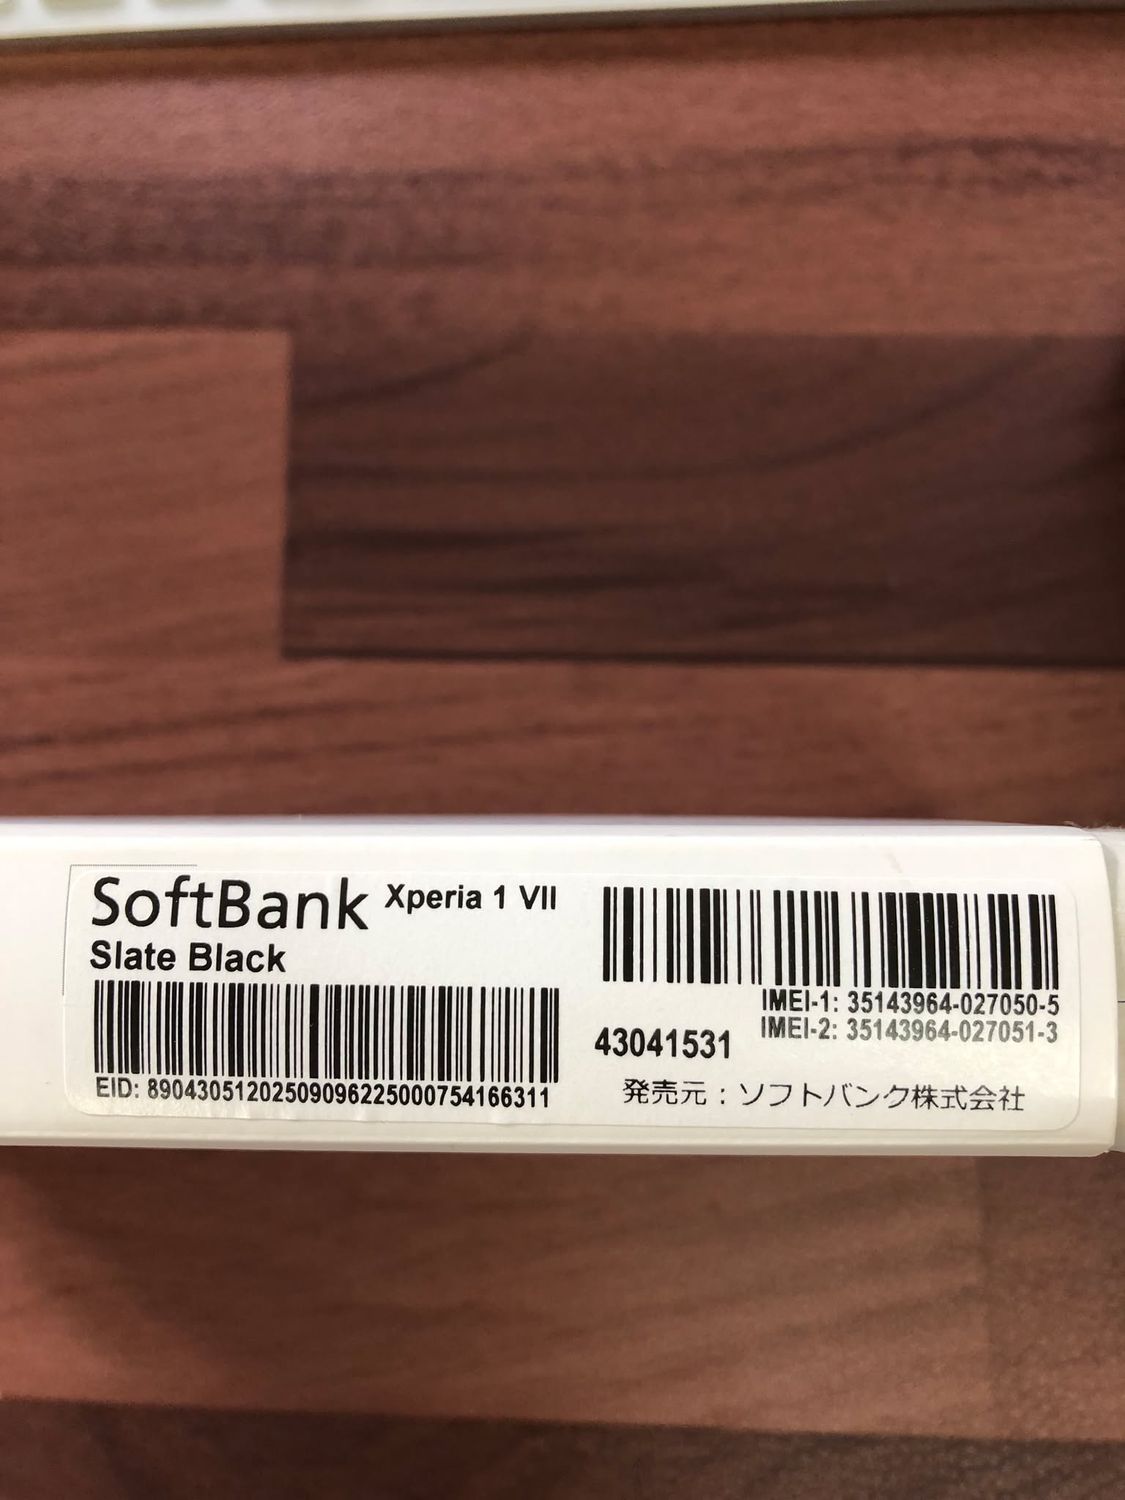 SoftBank Xperia 1 VII
Slate Black
EID: 89043051202509096225000754166311
IMEI-1: 35143964-027050-5
IMEI-2: 35143964-027051-3
43041531
発売元：ソフトバンク株式会社